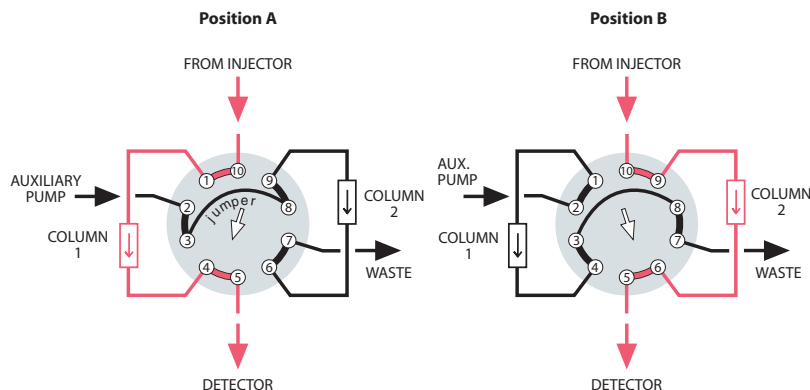 Position A
FROM INJECTOR
10
1
9
AUXILIARY
PUMP
2
jumper
8
COLUMN
2
3
7
COLUMN
1
4
5
6
WASTE
DETECTOR
Position B
FROM INJECTOR
10
1
9
AUX.
PUMP
2
8
COLUMN
2
3
7
COLUMN
1
4
5
6
WASTE
DETECTOR